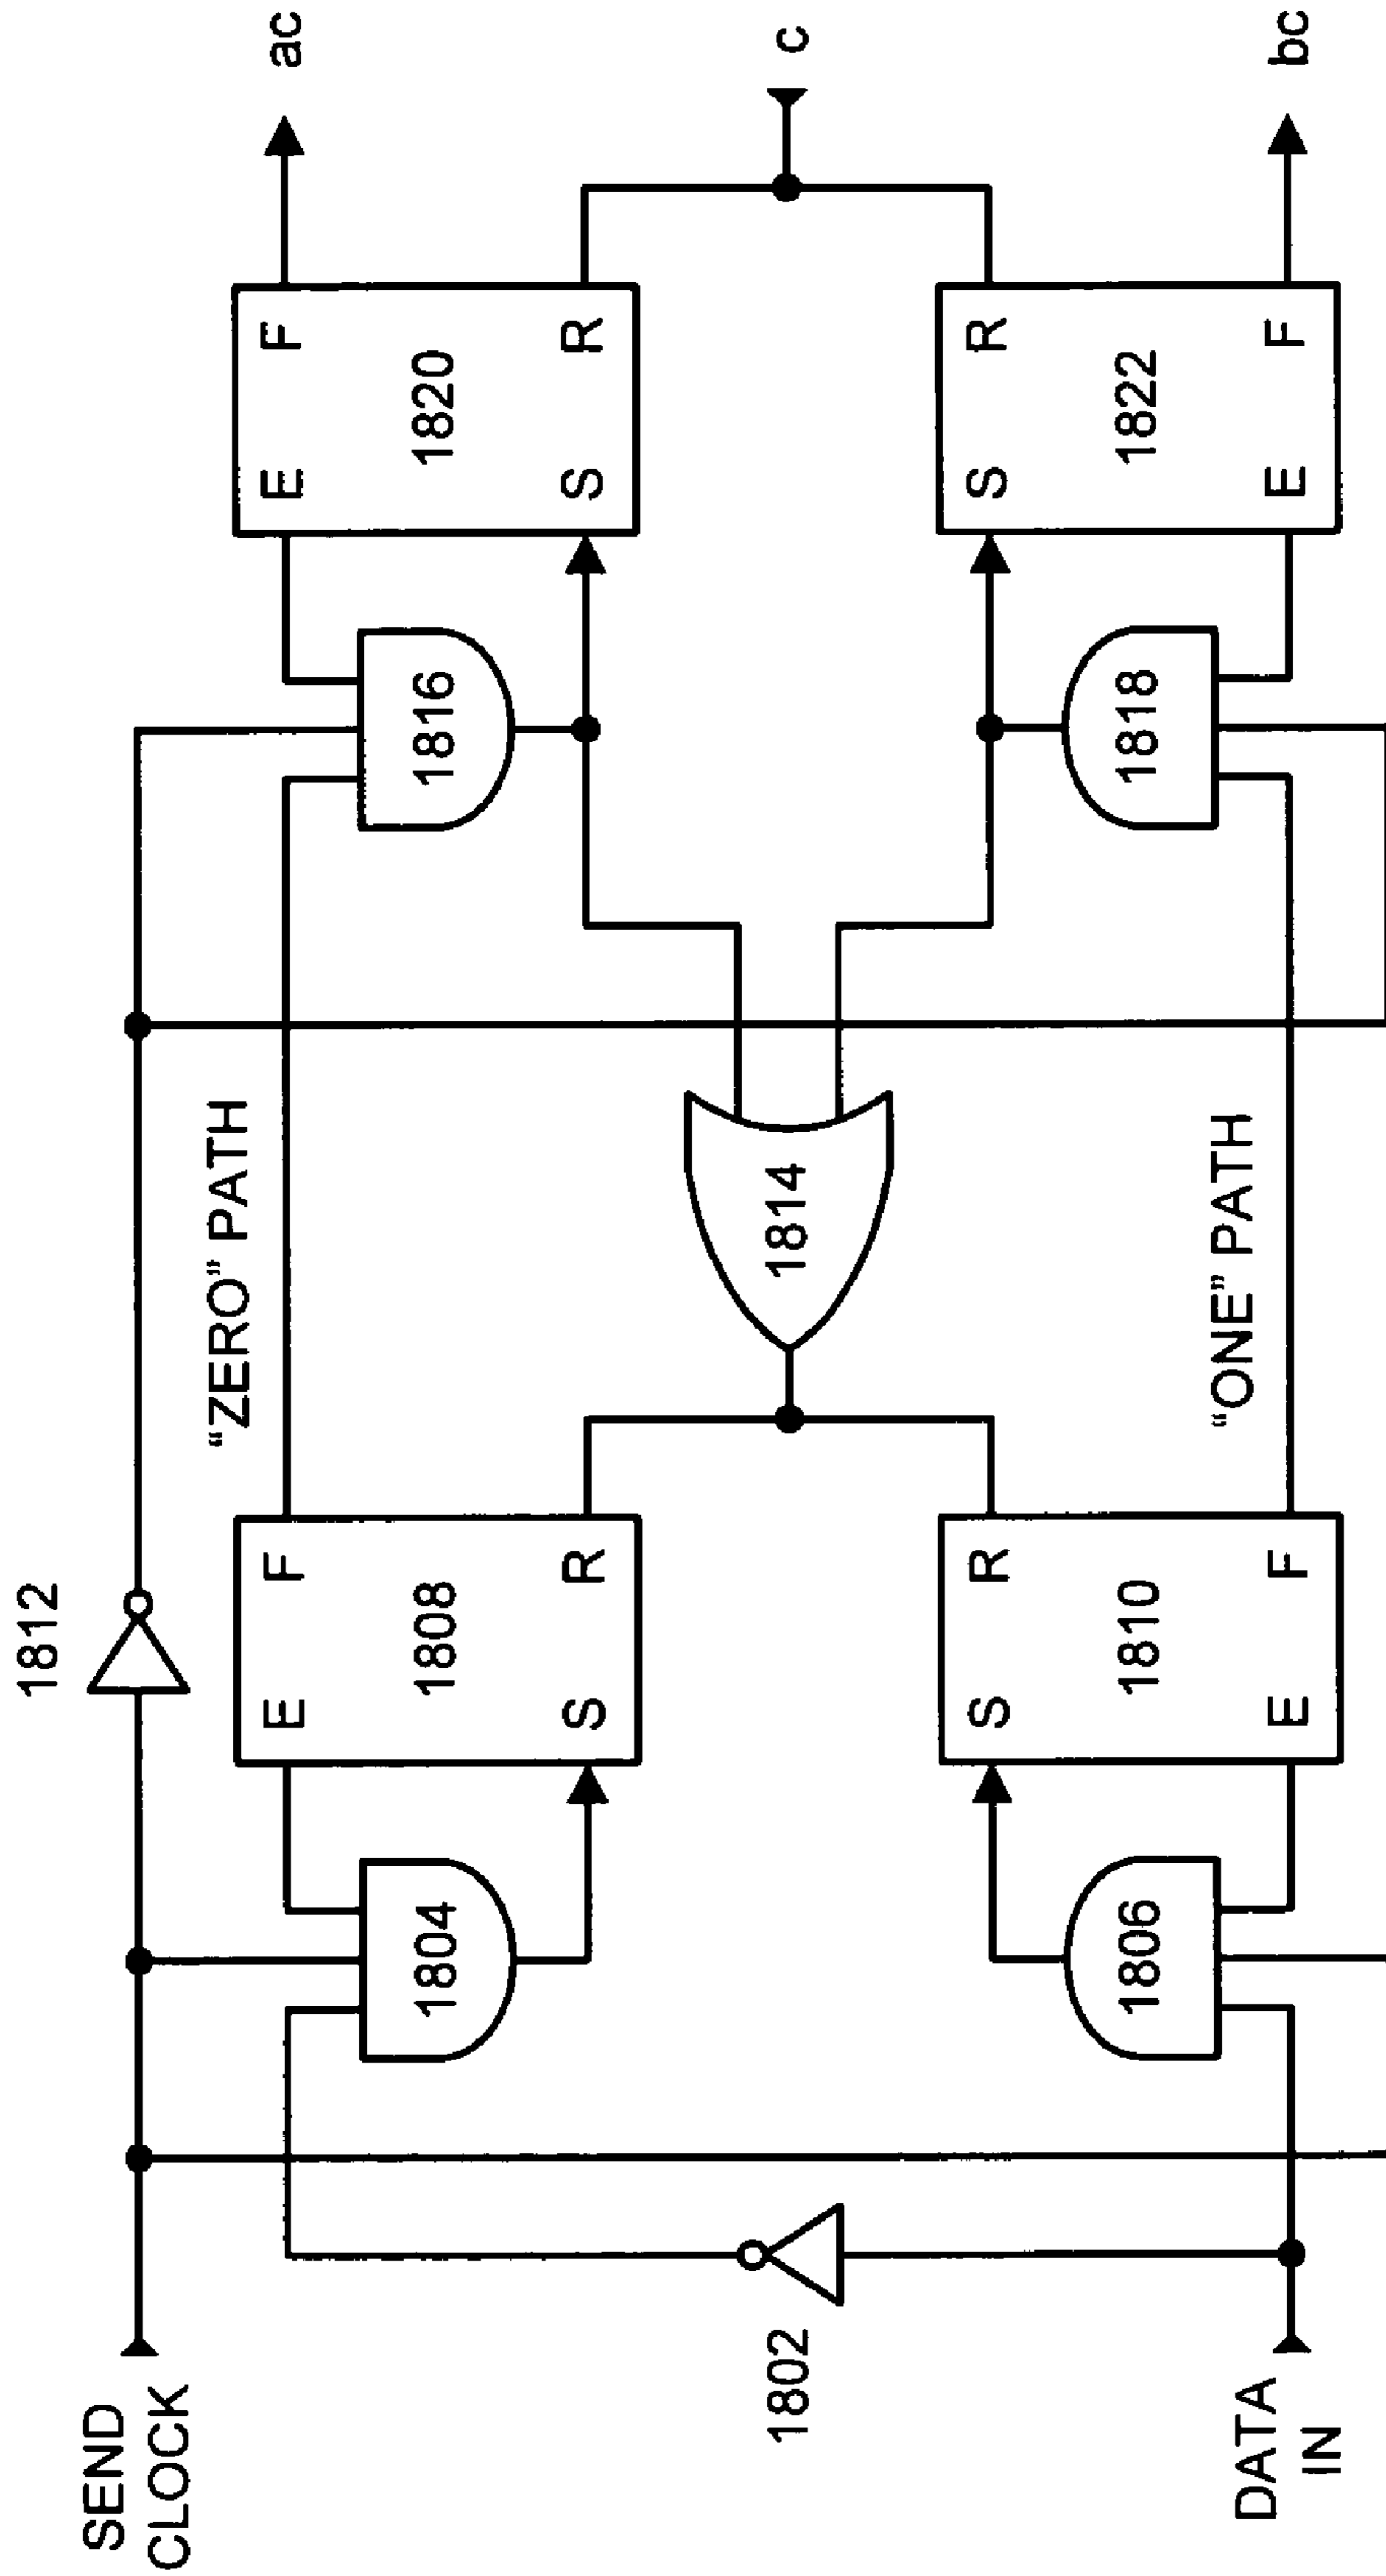 SEND
CLOCK
1812
"ZERO" PATH
ac
E F
1808
S R
E F
1820
S R
1804
1816
1802
1814
c
1806
1818
S R
1810
E F
S R
1822
E F
DATA
IN
"ONE" PATH
bc